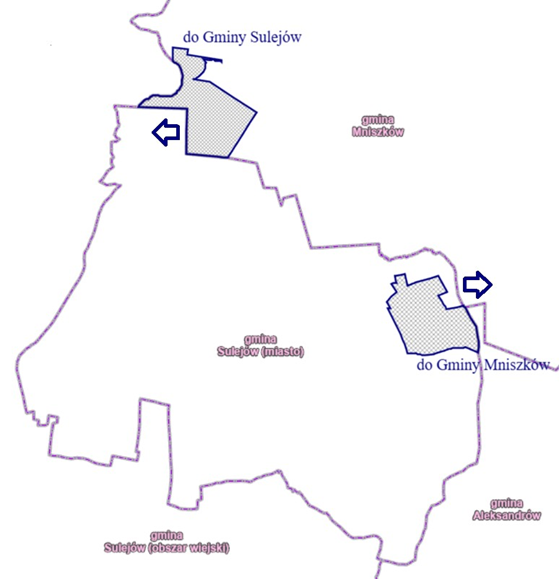 do Gminy Sulejów
gmina
Mniszków
gmina
Sulejów (miasto)
do Gminy Mniszków
gmina
Aleksandrów
gmina
Sulejów (obszar wiejski)